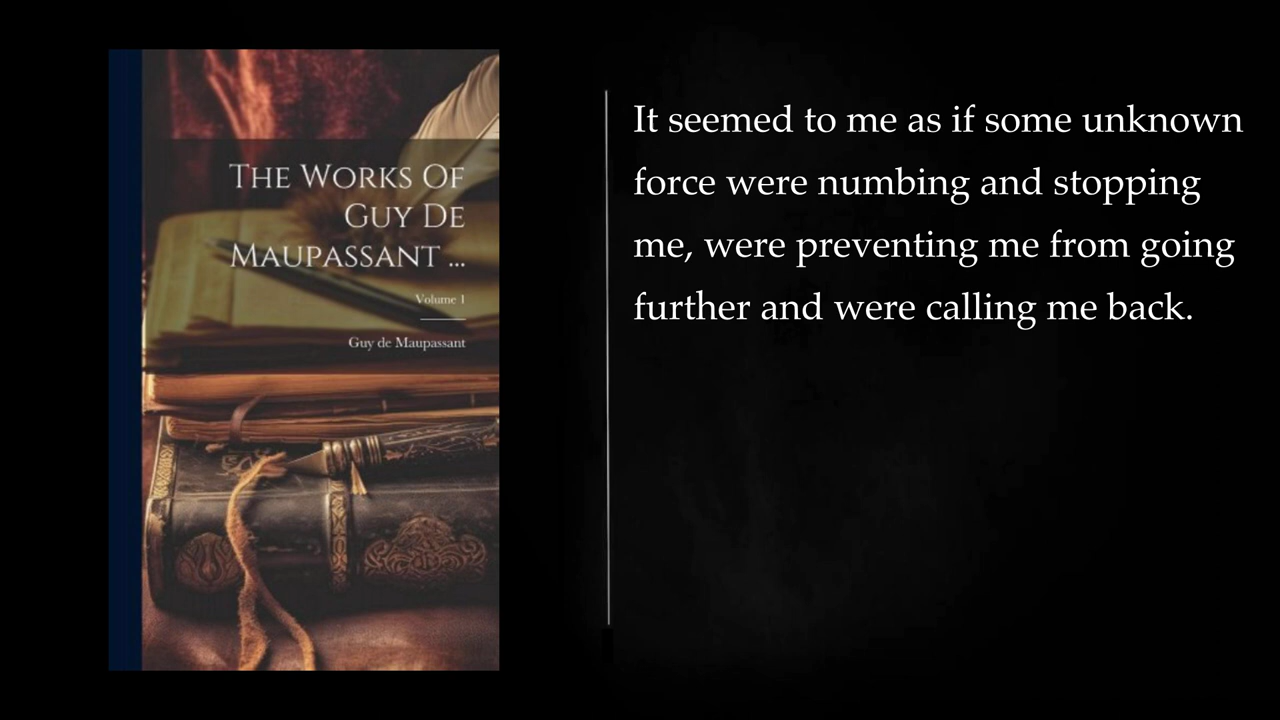 The Works Of
Guy De
Maupassant ...
Volume 1
Guy de Maupassant
It seemed to me as if some unknown
force were numbing and stopping
me, were preventing me from going
further and were calling me back.